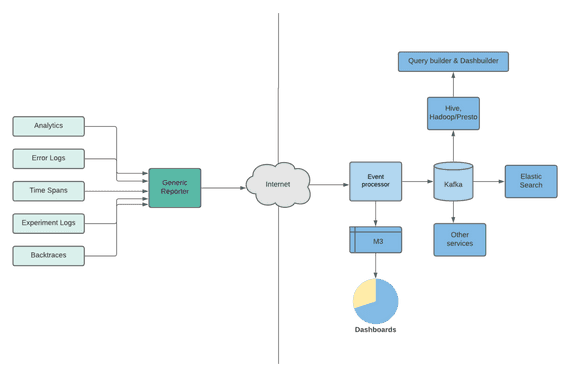 Query builder & Dashbuilder
Hive,
Hadoop/Presto
Analytics
Error Logs
Time Spans
Experiment Logs
Backtraces
Generic
Reporter
Internet
Event
processor
Kafka
Elastic
Search
M3
Other
services
Dashboards